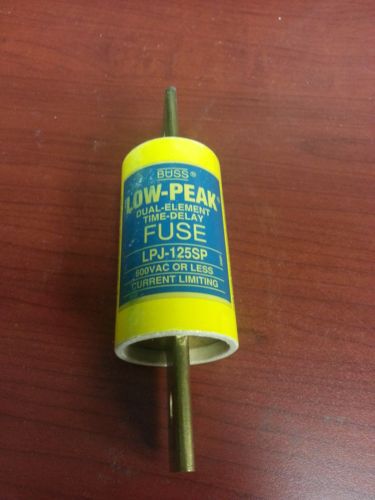 BUSS®
LOW-PEAK®
DUAL-ELEMENT
TIME-DELAY
FUSE
LPJ-125SP
600VAC OR LESS
CURRENT LIMITING